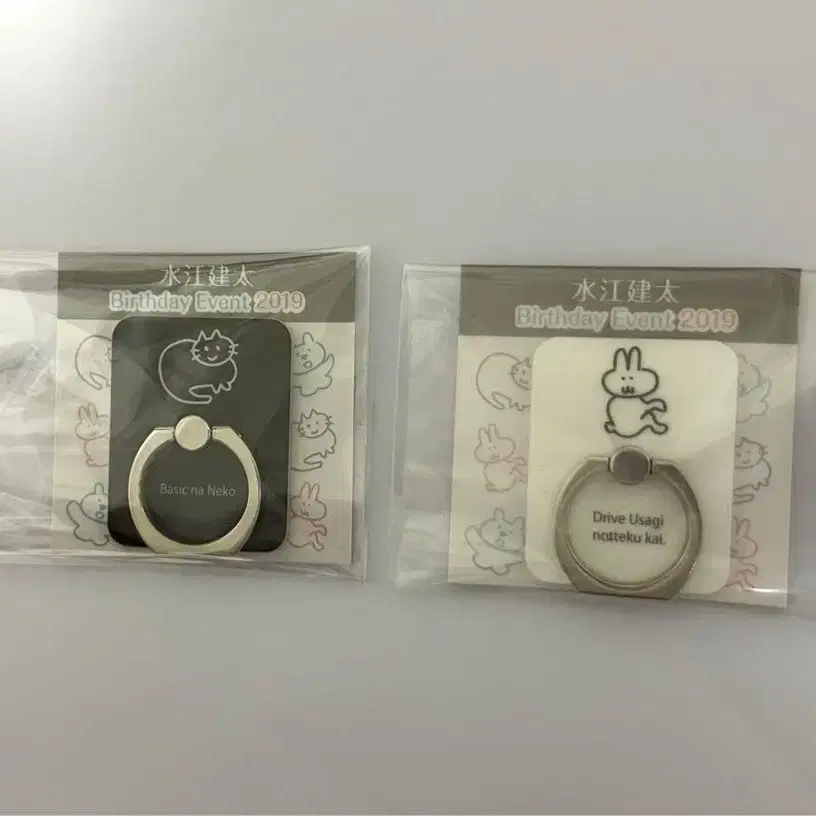 水江建太
Birthday Event 2019
Basic na Neko.
水江建太
Birthday Event 2019
Drive Usagi
notteku kai.